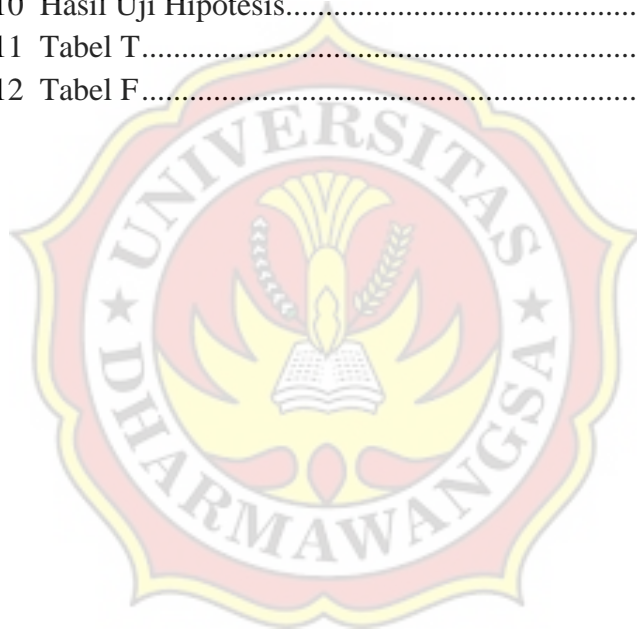 10 Hasil Uji Hipotesis....................................................
11 Tabel T.......................................................................
12 Tabel F.......................................................................
UNIVERSITAS
★ DHARMAWANGSA ★